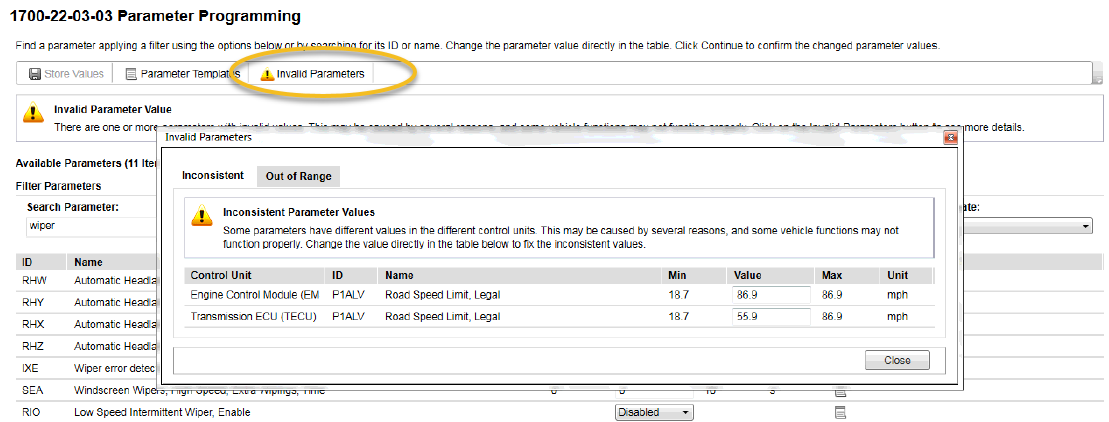 1700-22-03-03 Parameter Programming
Find a parameter applying a filter using the options below or by searching for its ID or name. Change the parameter value directly in the table. Click Continue to confirm the changed parameter values.
Store Values Parameter Templates Invalid Parameters
Invalid Parameter Value
There are one or more parameters with invalid values. This may be caused by several reasons, and some vehicle functions may not function properly. Click on the Invalid Parameters button to see more details.
Invalid Parameters
Available Parameters (11 Iter
Inconsistent Out of Range
Filter Parameters
Search Parameter: ate:
wiper
Inconsistent Parameter Values
Some parameters have different values in the different control units. This may be caused by several reasons, and some vehicle functions may not
function properly. Change the value directly in the table below to fix the inconsistent values.
ID Name
Control Unit ID Name Min Value Max Unit
RHW Automatic Headla
Engine Control Module (EM P1ALV Road Speed Limit, Legal 18.7 86.9 86.9 mph
RHY Automatic Headla
Transmission ECU (TECU) P1ALV Road Speed Limit, Legal 18.7 55.9 86.9 mph
RHX Automatic Headla
RHZ Automatic Headla
Close
IXE Wiper error detec
SEA Windscreen Wipers, High Speed, Extra Wipings, Time 0 0 10 s
RIO Low Speed Intermittent Wiper, Enable Disabled